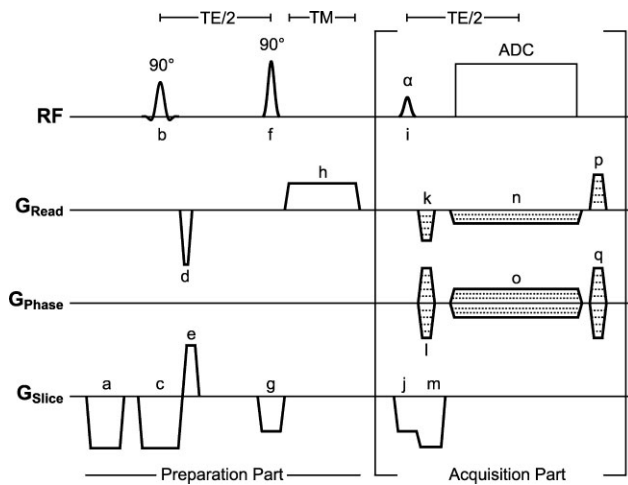 TE/2 TM TE/2
90° 90° α ADC
RF
b f i
h p
G_Read k n
d
q
G_Phase o
l
e
G_Slice a c g j m
Preparation Part Acquisition Part